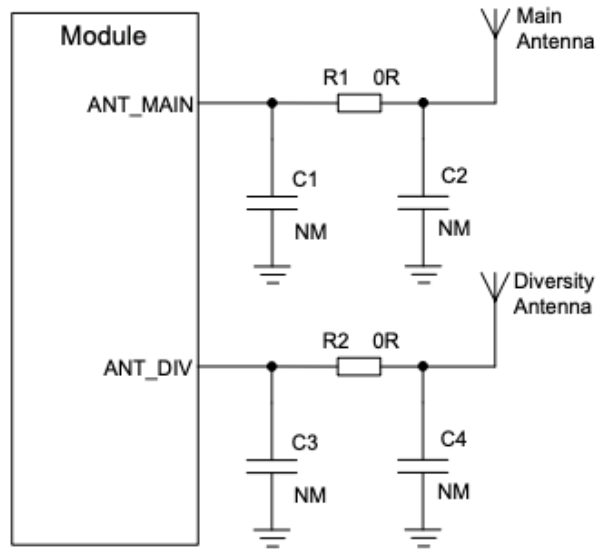 Module
Main
Antenna
R1 0R
ANT_MAIN
C1
C2
NM
NM
Diversity
Antenna
R2 0R
ANT_DIV
C3
C4
NM
NM